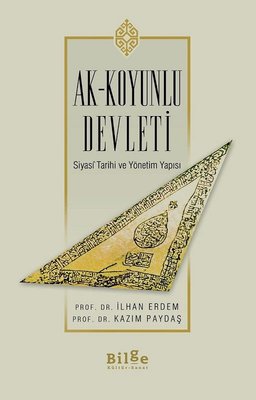 AK-KOYUNLU
DEVLETİ
Siyasî Tarihi ve Yönetim Yapısı
PROF. DR. İLHAN ERDEM
PROF. DR. KAZIM PAYDAŞ
Bilge
Kültür-Sanat